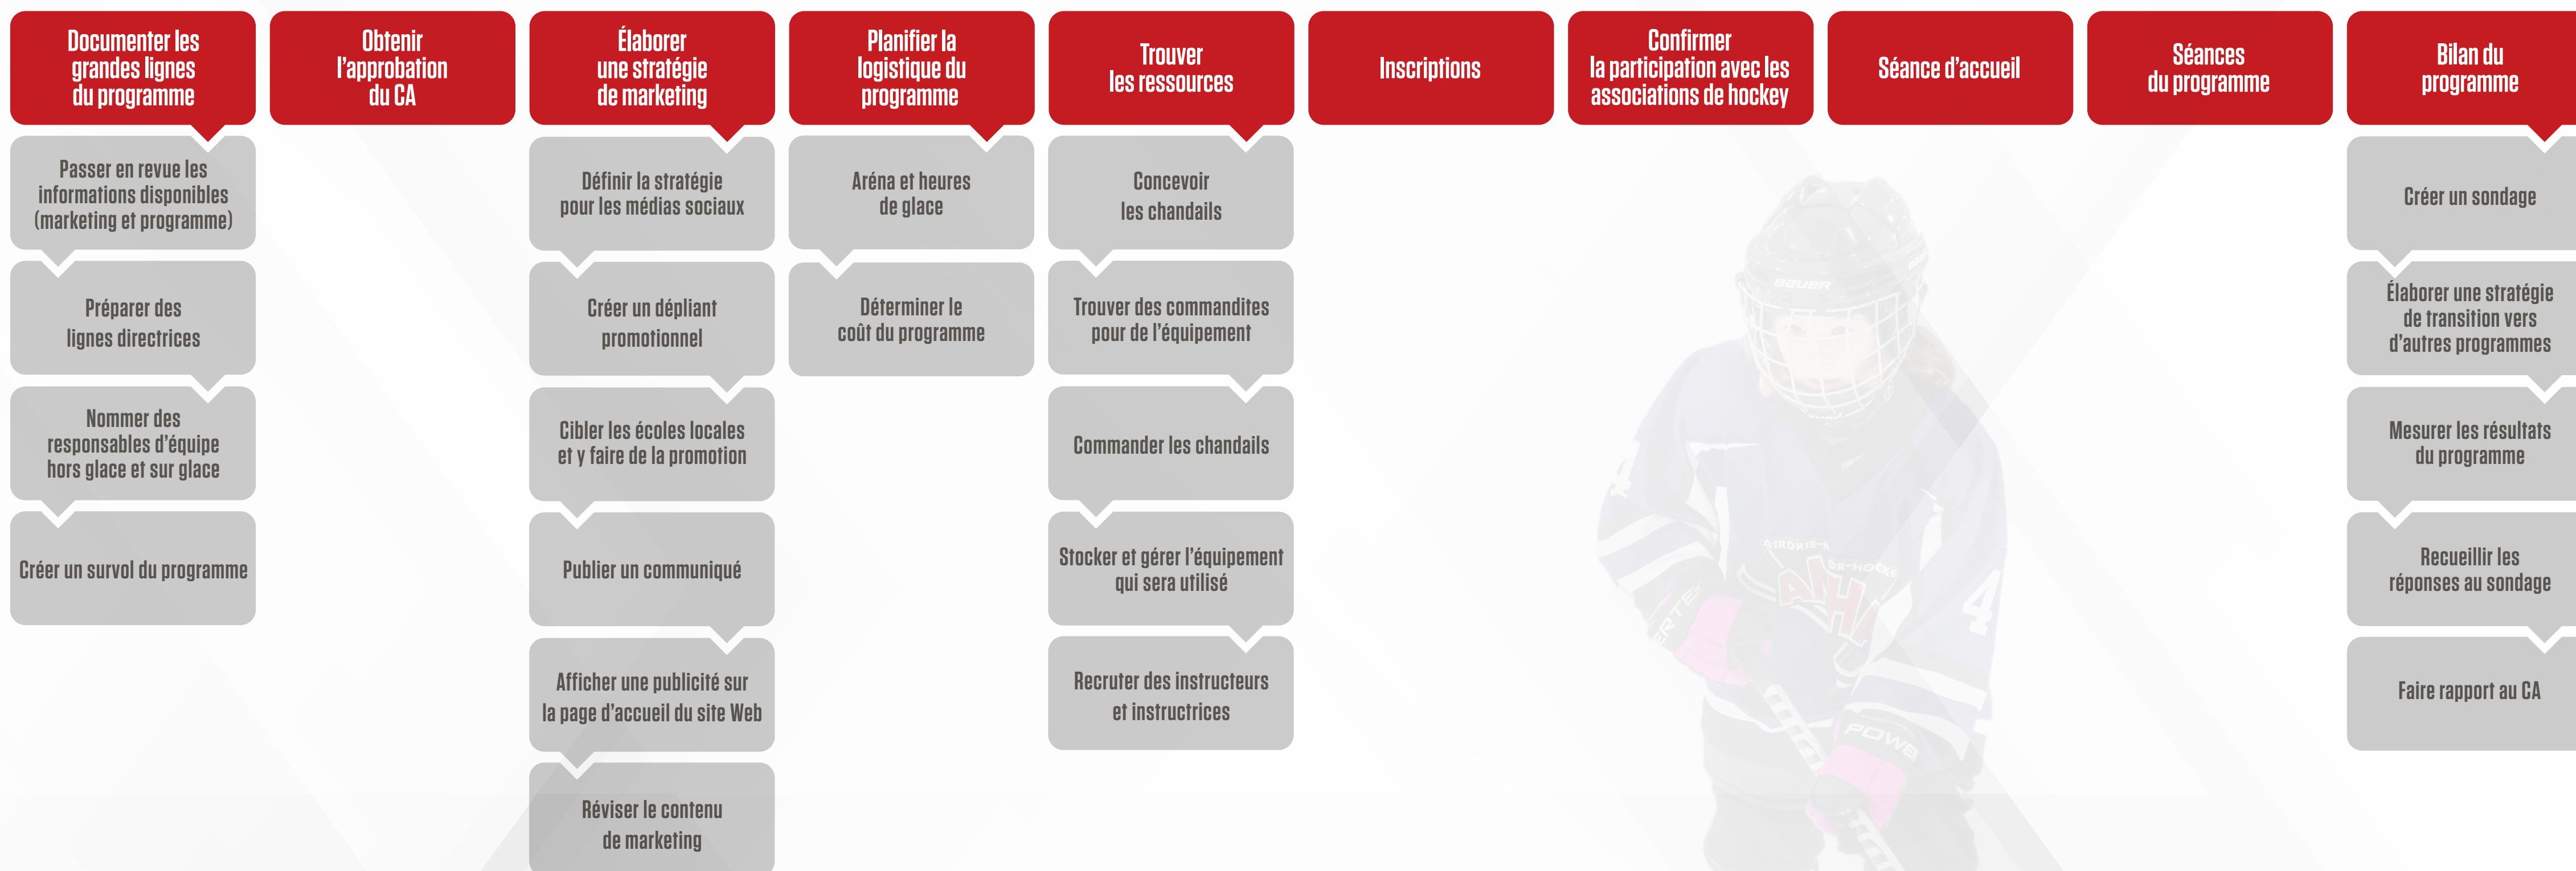 Documenter les
grandes lignes
du programme
Passer en revue les
informations disponibles
(marketing et programme)
Préparer des
lignes directrices
Nommer des
responsables d’équipe
hors glace et sur glace
Créer un survol du programme
Obtenir
l’approbation
du CA
Élaborer
une stratégie
de marketing
Définir la stratégie
pour les médias sociaux
Créer un dépliant
promotionnel
Cibler les écoles locales
et y faire de la promotion
Publier un communiqué
Afficher une publicité sur
la page d’accueil du site Web
Réviser le contenu
de marketing
Planifier la
logistique du
programme
Aréna et heures
de glace
Déterminer le
coût du programme
Trouver
les ressources
Concevoir
les chandails
Trouver des commandites
pour de l’équipement
Commander les chandails
Stocker et gérer l’équipement
qui sera utilisé
Recruter des instructeurs
et instructrices
Inscriptions
Confirmer
la participation avec les
associations de hockey
Séance d’accueil
Séances
du programme
Bilan du
programme
Créer un sondage
Élaborer une stratégie
de transition vers
d’autres programmes
Mesurer les résultats
du programme
Recueillir les
réponses au sondage
Faire rapport au CA
BAUER
4
4